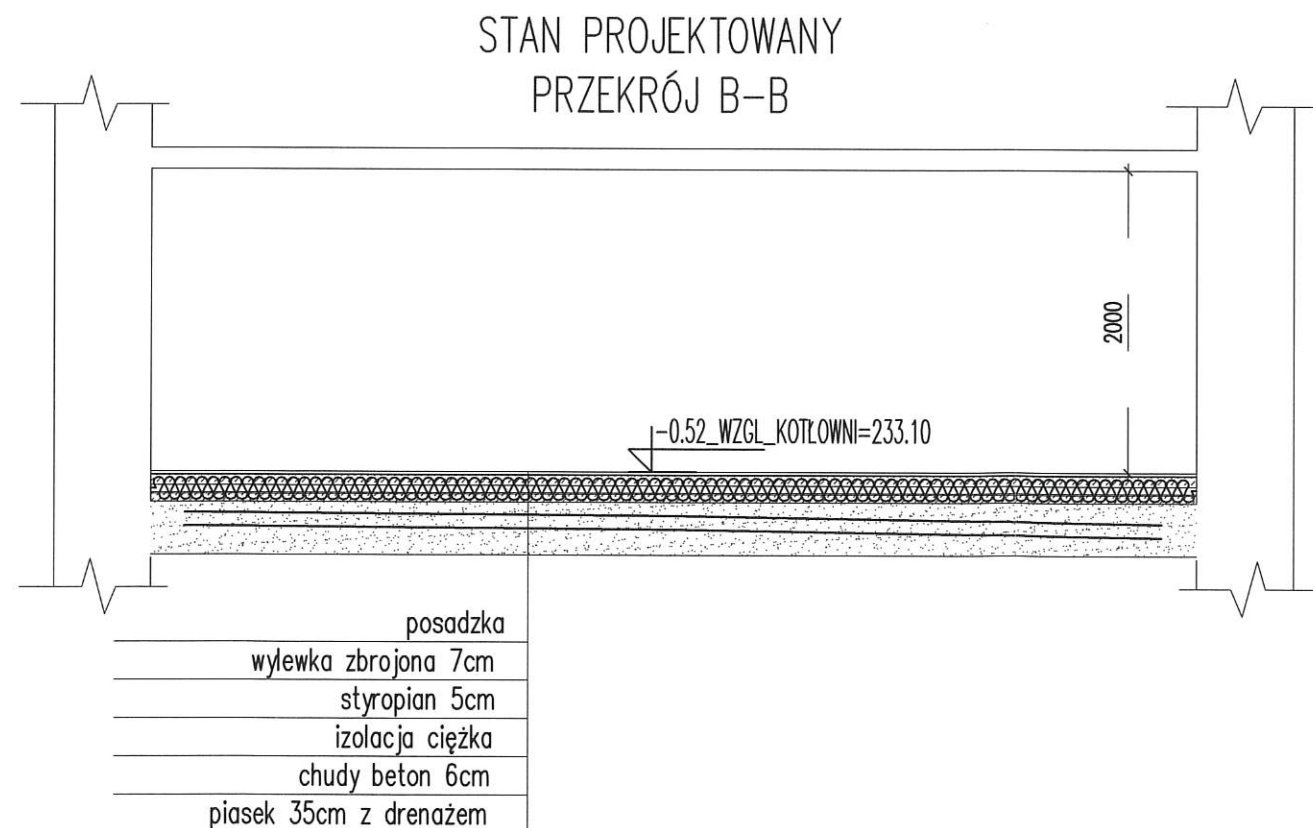 STAN PROJEKTOWANY
PRZEKRÓJ B-B
2000
-0.52_WZGL_KOTŁOWNI=233.10
posadzka
wylewka zbrojona 7cm
styropian 5cm
izolacja ciężka
chudy beton 6cm
piasek 35cm z drenażem